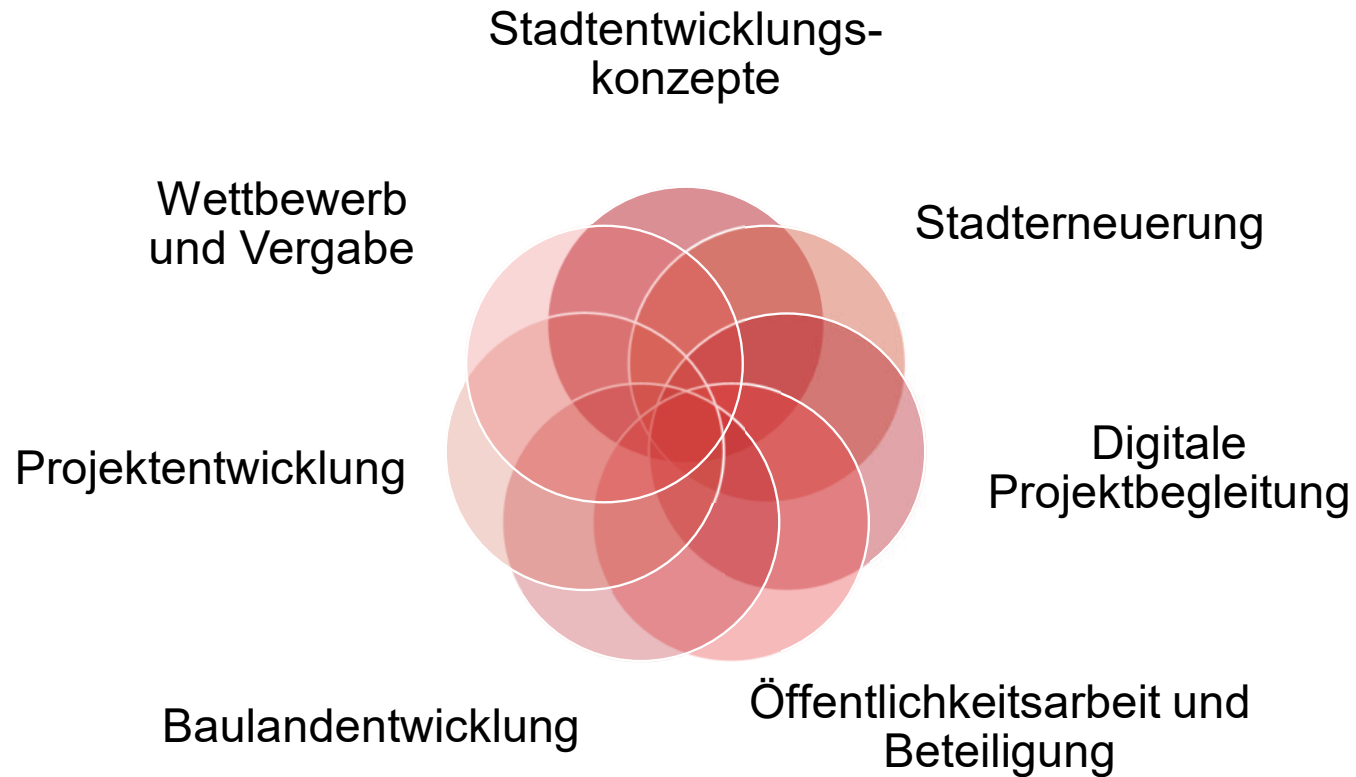 Stadtentwicklungs-
konzepte
Wettbewerb
und Vergabe
Stadterneuerung
Projektentwicklung
Digitale
Projektbegleitung
Baulandentwicklung
Öffentlichkeitsarbeit und
Beteiligung